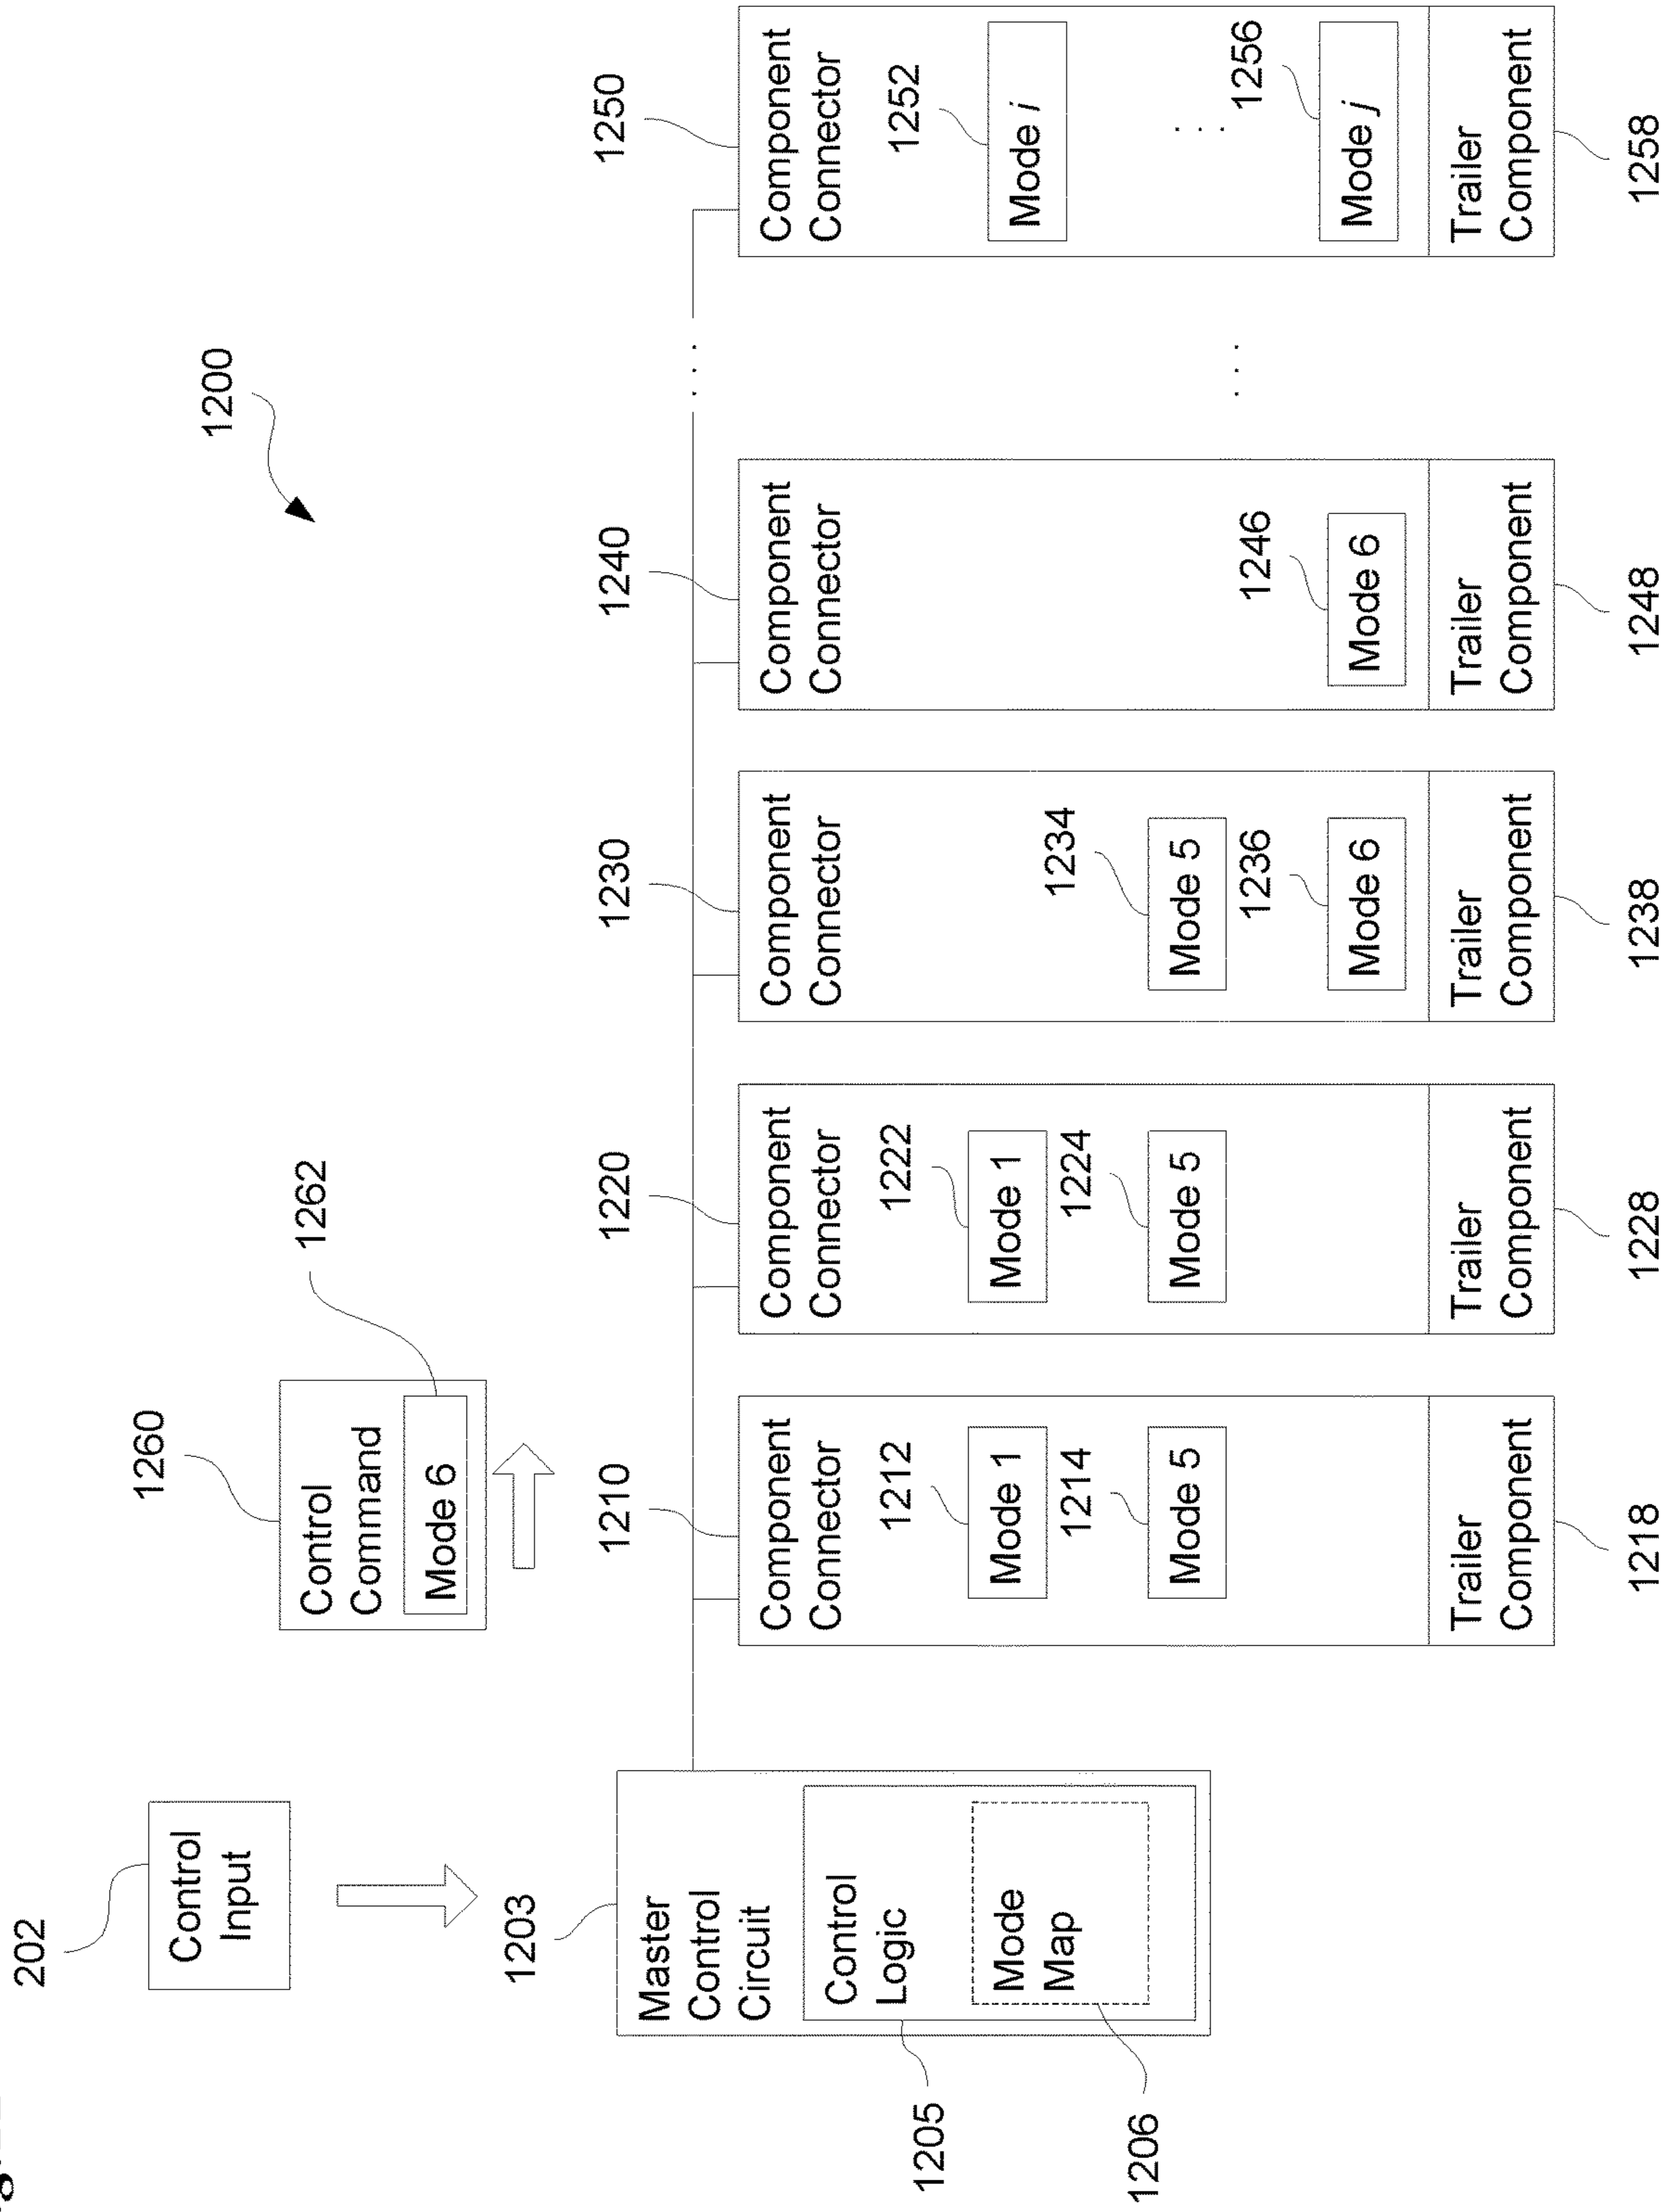 1200
202
Control
Input
1260
Control
Command
Mode 6
1262
1203
Master
Control
Circuit
Control
Logic
Mode
Map
1205
1206
1210
Component
Connector
1212
Mode 1
1214
Mode 5
Trailer
Component
1218
1220
Component
Connector
1222
Mode 1
1224
Mode 5
Trailer
Component
1228
1230
Component
Connector
1234
Mode 5
1236
Mode 6
Trailer
Component
1238
1240
Component
Connector
1246
Mode 6
Trailer
Component
1248
. . .
. . .
1250
Component
Connector
1252
Mode i
. . .
1256
Mode j
Trailer
Component
1258